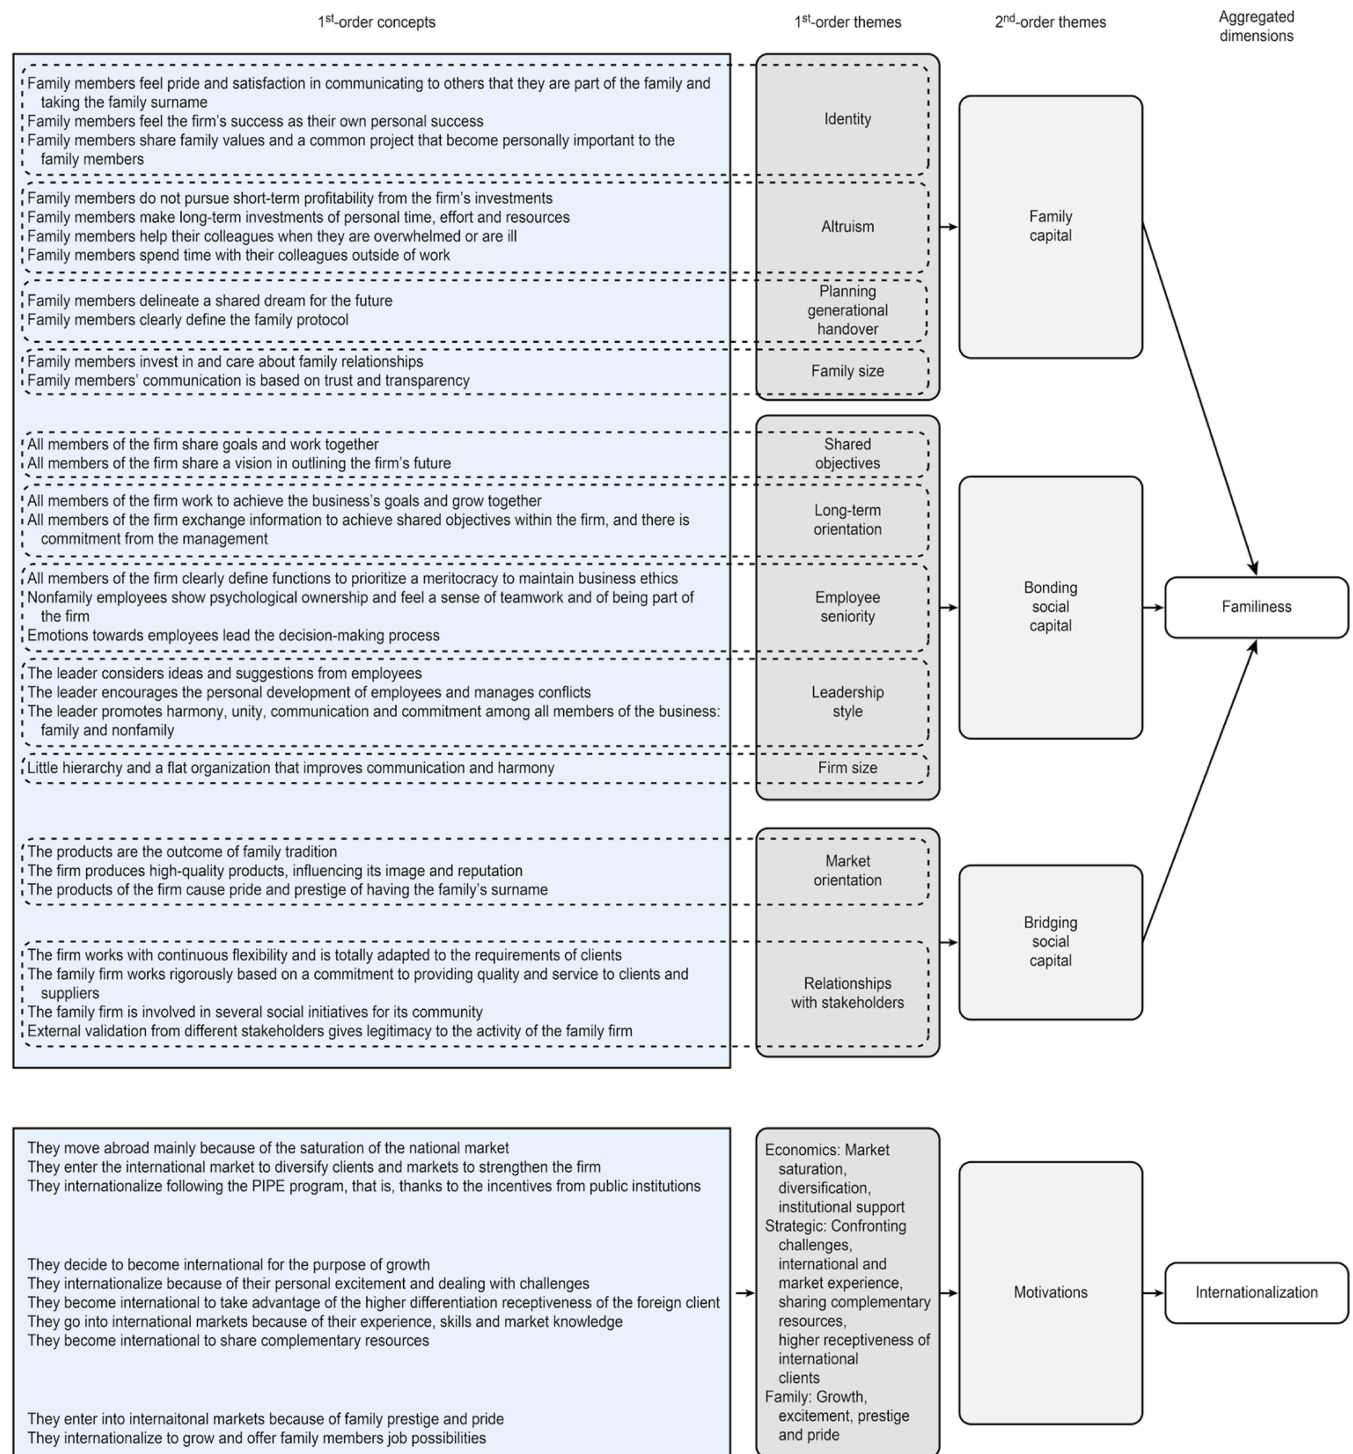 1st-order concepts
1st-order themes
2nd-order themes
Aggregated
dimensions
Family members feel pride and satisfaction in communicating to others that they are part of the family and
taking the family surname
Family members feel the firm's success as their own personal success
Family members share family values and a common project that become personally important to the
family members
Identity
Family members do not pursue short-term profitability from the firm's investments
Family members make long-term investments of personal time, effort and resources
Family members help their colleagues when they are overwhelmed or are ill
Family members spend time with their colleagues outside of work
Altruism
Family members delineate a shared dream for the future
Family members clearly define the family protocol
Planning
generational
handover
Family members invest in and care about family relationships
Family members' communication is based on trust and transparency
Family size
Family
capital
All members of the firm share goals and work together
All members of the firm share a vision in outlining the firm's future
Shared
objectives
All members of the firm work to achieve the business's goals and grow together
All members of the firm exchange information to achieve shared objectives within the firm, and there is
commitment from the management
Long-term
orientation
All members of the firm clearly define functions to prioritize a meritocracy to maintain business ethics
Nonfamily employees show psychological ownership and feel a sense of teamwork and of being part of
the firm
Emotions towards employees lead the decision-making process
Employee
seniority
The leader considers ideas and suggestions from employees
The leader encourages the personal development of employees and manages conflicts
The leader promotes harmony, unity, communication and commitment among all members of the business:
family and nonfamily
Leadership
style
Little hierarchy and a flat organization that improves communication and harmony
Firm size
Bonding
social
capital
Familiness
The products are the outcome of family tradition
The firm produces high-quality products, influencing its image and reputation
The products of the firm cause pride and prestige of having the family's surname
Market
orientation
The firm works with continuous flexibility and is totally adapted to the requirements of clients
The family firm works rigorously based on a commitment to providing quality and service to clients and
suppliers
The family firm is involved in several social initiatives for its community
External validation from different stakeholders gives legitimacy to the activity of the family firm
Relationships
with stakeholders
Bridging
social
capital
They move abroad mainly because of the saturation of the national market
They enter the international market to diversify clients and markets to strengthen the firm
They internationalize following the PIPE program, that is, thanks to the incentives from public institutions
They decide to become international for the purpose of growth
They internationalize because of their personal excitement and dealing with challenges
They become international to take advantage of the higher differentiation receptiveness of the foreign client
They go into international markets because of their experience, skills and market knowledge
They become international to share complementary resources
They enter into internaitonal markets because of family prestige and pride
They internationalize to grow and offer family members job possibilities
Economics: Market
saturation,
diversification,
institutional support
Strategic: Confronting
challenges,
international and
market experience,
sharing complementary
resources,
higher receptiveness of
international
clients
Family: Growth,
excitement, prestige
and pride
Motivations
Internationalization